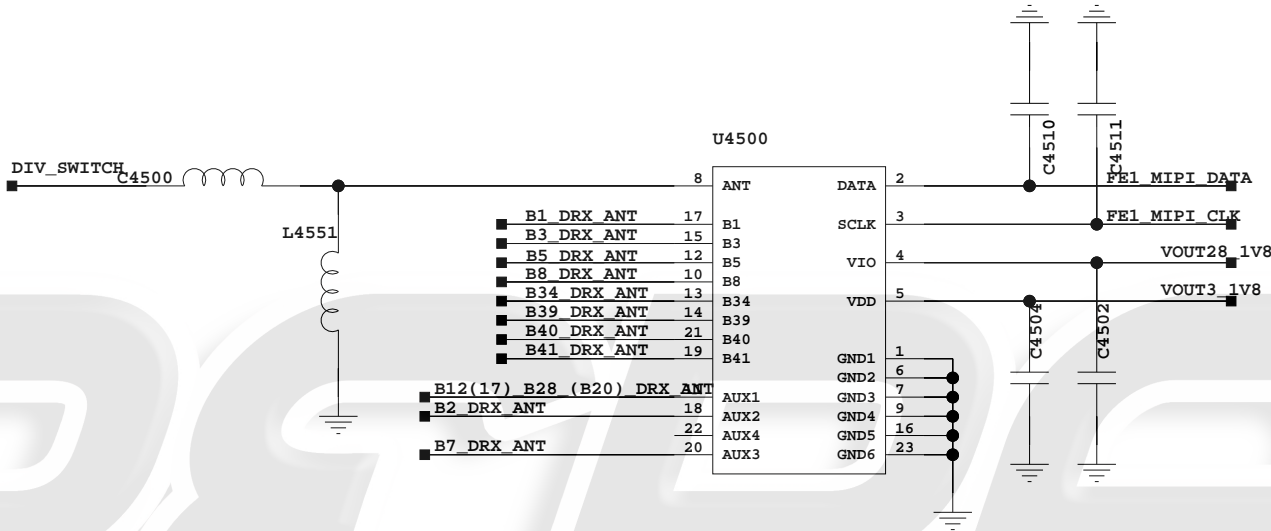 C4510
C4511
U4500
DIV_SWITCH
C4500
8 ANT DATA 2 FE1_MIPI_DATA
L4551
B1_DRX_ANT 17 B1 SCLK 3 FE1_MIPI_CLK
B3_DRX_ANT 15 B3
B5_DRX_ANT 12 B5 VIO 4 VOUT28_1V8
B8_DRX_ANT 10 B8
B34_DRX_ANT 13 B34 VDD 5 VOUT3_1V8
B39_DRX_ANT 14 B39
B40_DRX_ANT 21 B40
C4504
C4502
B41_DRX_ANT 19 B41 GND1 1
GND2 6
B12(17)_B28_(B20)_DRX_ANT AUX1 GND3 7
B2_DRX_ANT 18 AUX2 GND4 9
22 AUX4 GND5 16
B7_DRX_ANT 20 AUX3 GND6 23